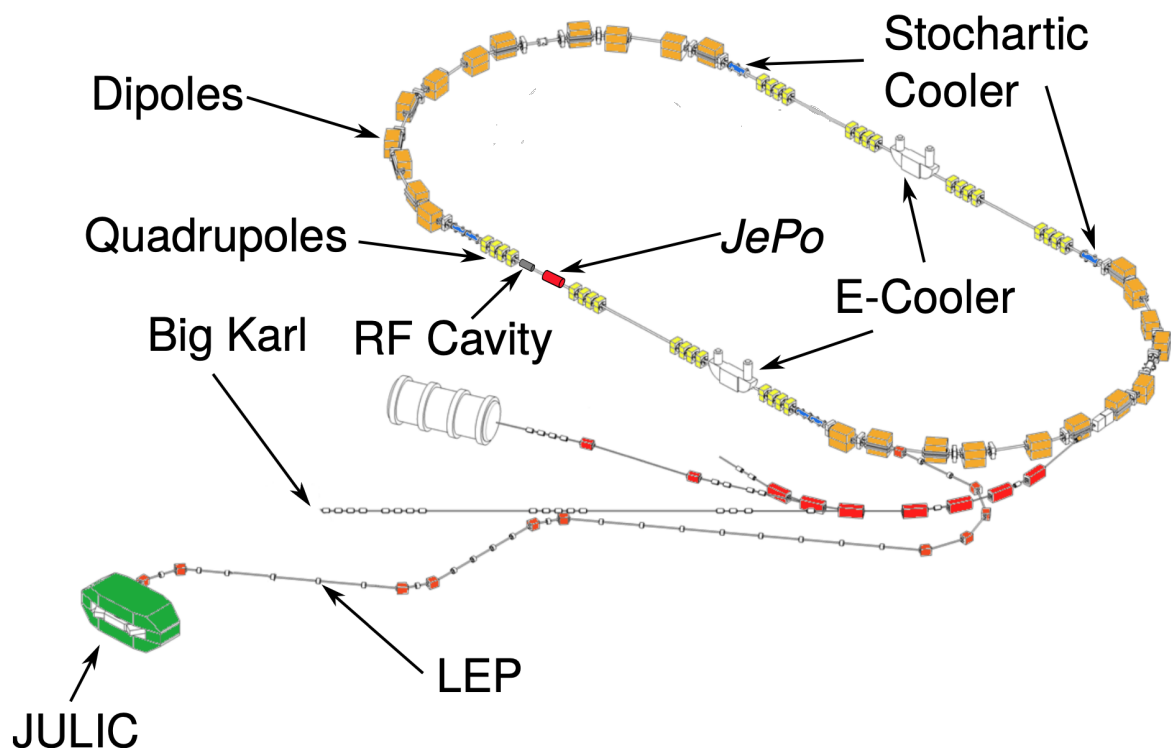 Stochartic
Cooler
Dipoles
Quadrupoles
JePo
E-Cooler
Big Karl
RF Cavity
LEP
JULIC